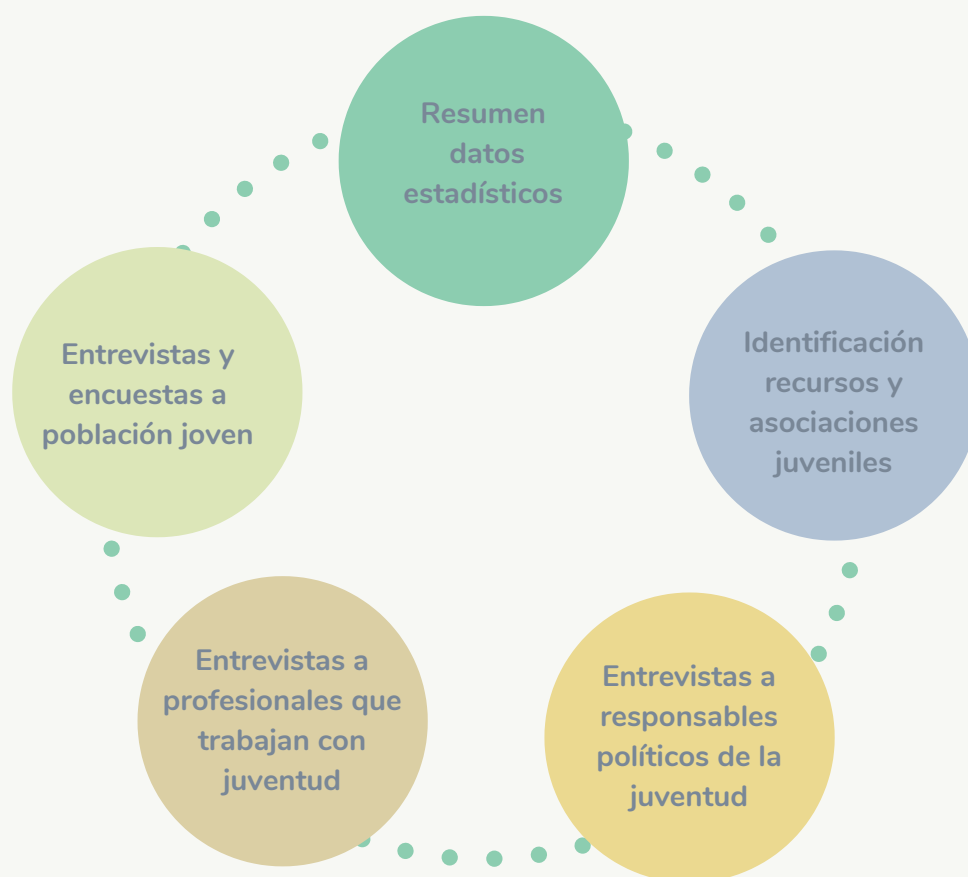 Resumen
datos
estadísticos
Identificación
recursos y
asociaciones
juveniles
Entrevistas a
responsables
políticos de la
juventud
Entrevistas a
profesionales que
trabajan con
juventud
Entrevistas y
encuestas a
población joven